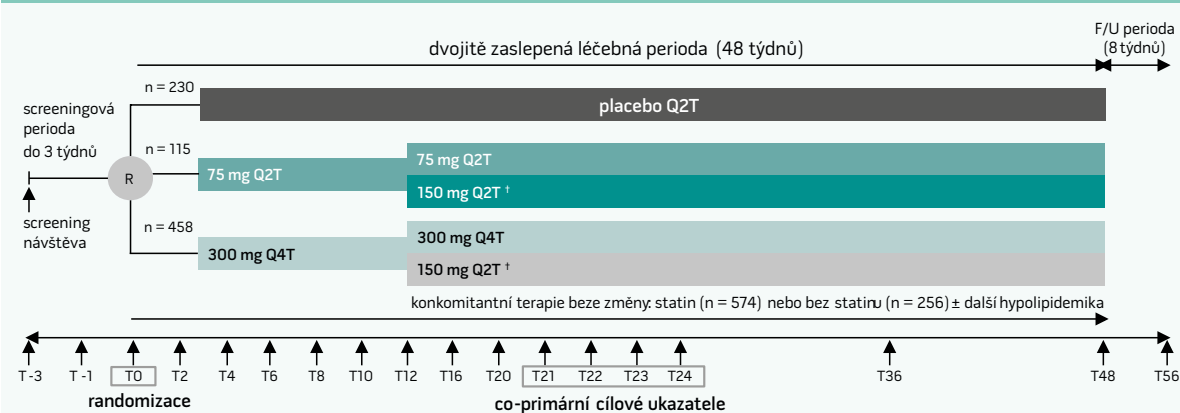 F/U perioda
(8 týdnů)
dvojitě zaslepená léčebná perioda (48 týdnů)
n = 230
placebo Q2T
screeningová
perioda
do 3 týdnů
n = 115
R
75 mg Q2T
75 mg Q2T
150 mg Q2T †
screening
návštěva
n = 458
300 mg Q4T
300 mg Q4T
150 mg Q2T †
konkomitantní terapie beze změny: statin (n = 574) nebo bez statinu (n = 256) ± další hypolipidemika
T -3 T -1 T0 T2 T4 T6 T8 T10 T12 T16 T20 T21 T22 T23 T24 T36 T48 T56
randomizace co-primární cílové ukazatele